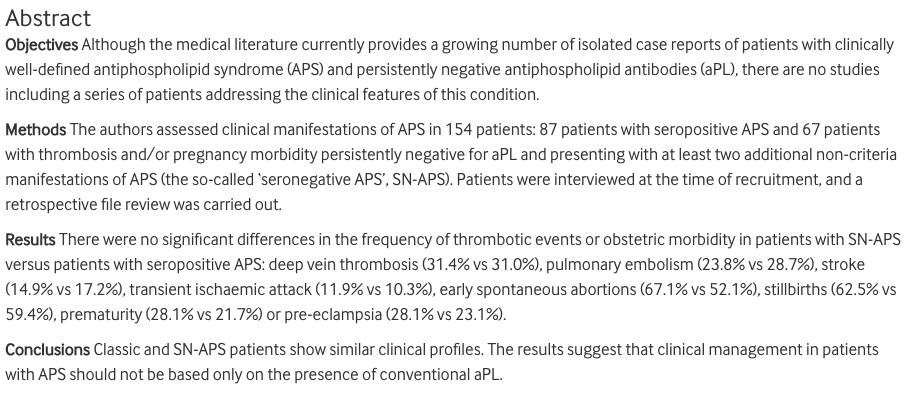 Abstract
Objectives Although the medical literature currently provides a growing number of isolated case reports of patients with clinically
well-defined antiphospholipid syndrome (APS) and persistently negative antiphospholipid antibodies (aPL), there are no studies
including a series of patients addressing the clinical features of this condition.
Methods The authors assessed clinical manifestations of APS in 154 patients: 87 patients with seropositive APS and 67 patients
with thrombosis and/or pregnancy morbidity persistently negative for aPL and presenting with at least two additional non-criteria
manifestations of APS (the so-called ‘seronegative APS’, SN-APS). Patients were interviewed at the time of recruitment, and a
retrospective file review was carried out.
Results There were no significant differences in the frequency of thrombotic events or obstetric morbidity in patients with SN-APS
versus patients with seropositive APS: deep vein thrombosis (31.4% vs 31.0%), pulmonary embolism (23.8% vs 28.7%), stroke
(14.9% vs 17.2%), transient ischaemic attack (11.9% vs 10.3%), early spontaneous abortions (67.1% vs 52.1%), stillbirths (62.5% vs
59.4%), prematurity (28.1% vs 21.7%) or pre-eclampsia (28.1% vs 23.1%).
Conclusions Classic and SN-APS patients show similar clinical profiles. The results suggest that clinical management in patients
with APS should not be based only on the presence of conventional aPL.